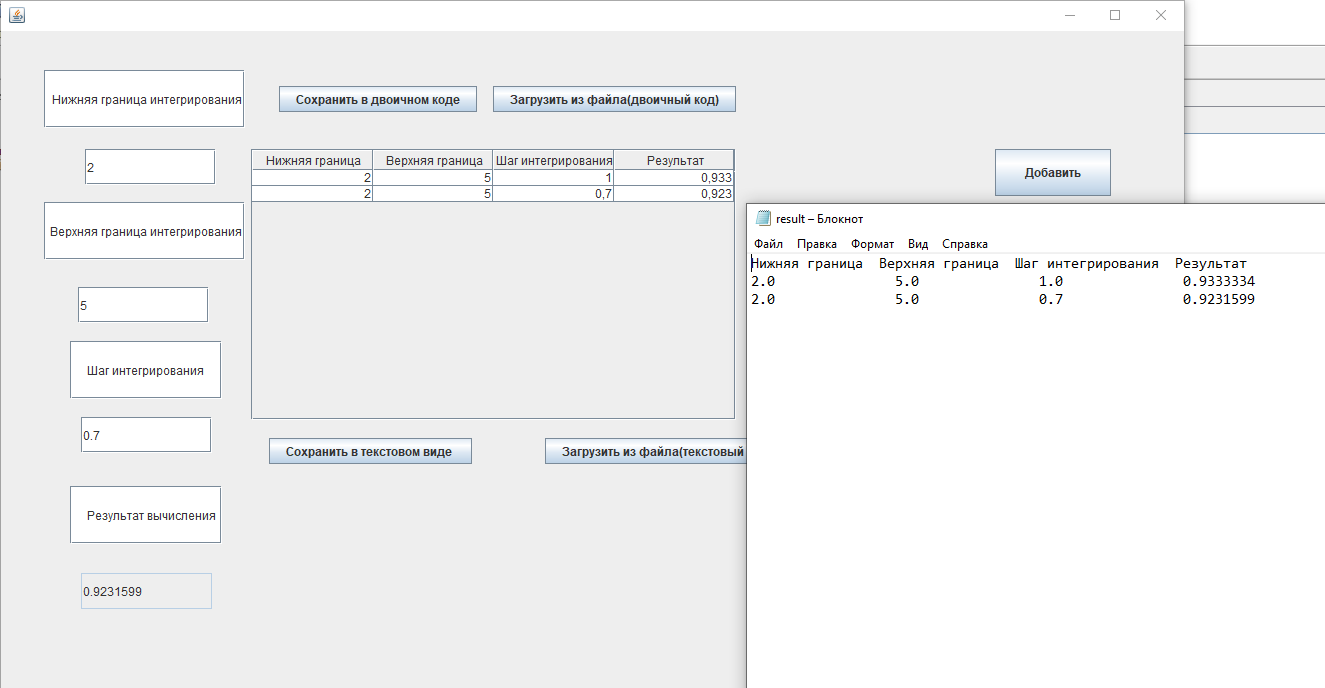 Нижняя граница интегрирования
Сохранить в двоичном коде
Загрузить из файла(двоичный код)
2
Нижняя граница Верхняя граница Шаг интегрирования Результат
2 5 1 0,933
2 5 0,7 0,923
Добавить
Верхняя граница интегрирования
5
Шаг интегрирования
0.7
Сохранить в текстовом виде
Загрузить из файла(текстовый
Результат вычисления
0.9231599
result – Блокнот
Файл Правка Формат Вид Справка
Нижняя граница Верхняя граница Шаг интегрирования Результат
2.0 5.0 1.0 0.9333334
2.0 5.0 0.7 0.9231599